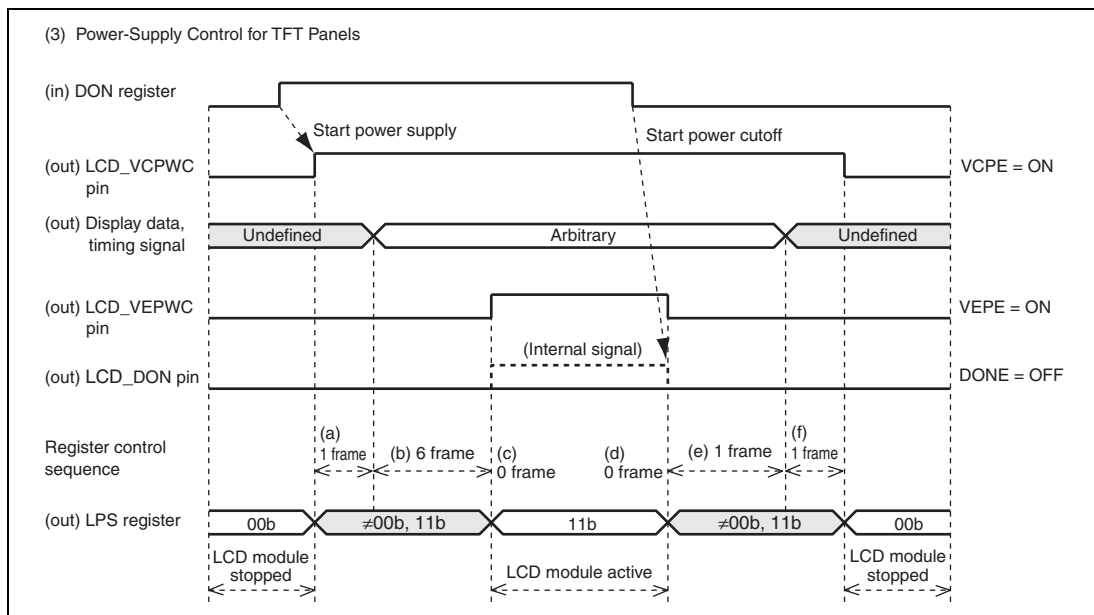 (3) Power-Supply Control for TFT Panels
(in) DON register
Start power supply
Start power cutoff
(out) LCD_VCPWC
pin
VCPE = ON
(out) Display data,
timing signal
Undefined
Arbitrary
Undefined
(out) LCD_VEPWC
pin
VEPE = ON
(Internal signal)
(out) LCD_DON pin
DONE = OFF
Register control
sequence
(a)
1 frame
(b) 6 frame
(c)
0 frame
(d)
0 frame
(e) 1 frame
(f)
1 frame
(out) LPS register
00b
≠00b, 11b
11b
≠00b, 11b
00b
LCD module
stopped
LCD module active
LCD module
stopped